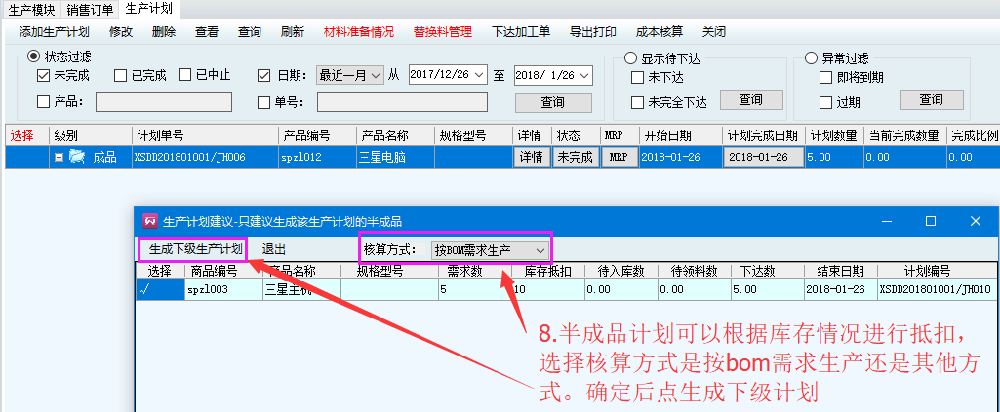 生产模块 销售订单 生产计划
添加生产计划 修改 删除 查看 查询 刷新 材料准备情况 替换料管理 下达加工单 导出打印 成本核算 关闭
状态过滤 显示待下达 异常过滤
未完成 已完成 已中止 日期： 最近一月 从 2017/12/26 至 2018/ 1/26 未下达 即将到期
产品： 单号： 查询 未完全下达 查询 过期 查询
选择 级别 计划单号 产品编号 产品名称 规格型号 详情 状态 MRP 开始日期 计划完成日期 计划数量 当前完成数量 完成比例
成品 XSDD201801001/JH006 spzl012 三星电脑 详情 未完成 MRP 2018-01-26 2018-01-26 5.00 0.00 0.00
生产计划建议-只建议生成该生产计划的半成品
生成下级生产计划 退出 核算方式： 按BOM需求生产
选择 商品编号 商品名称 规格型号 需求数 库存抵扣 待入库数 待领料数 下达数 结束日期 计划编号
spzl003 三星主机 5 10 0.00 0.00 5.00 2018-01-26 XSDD201801001/JH010
8.半成品计划可以根据库存情况进行抵扣，
选择核算方式是按bom需求生产还是其他方
式。确定后点生成下级计划